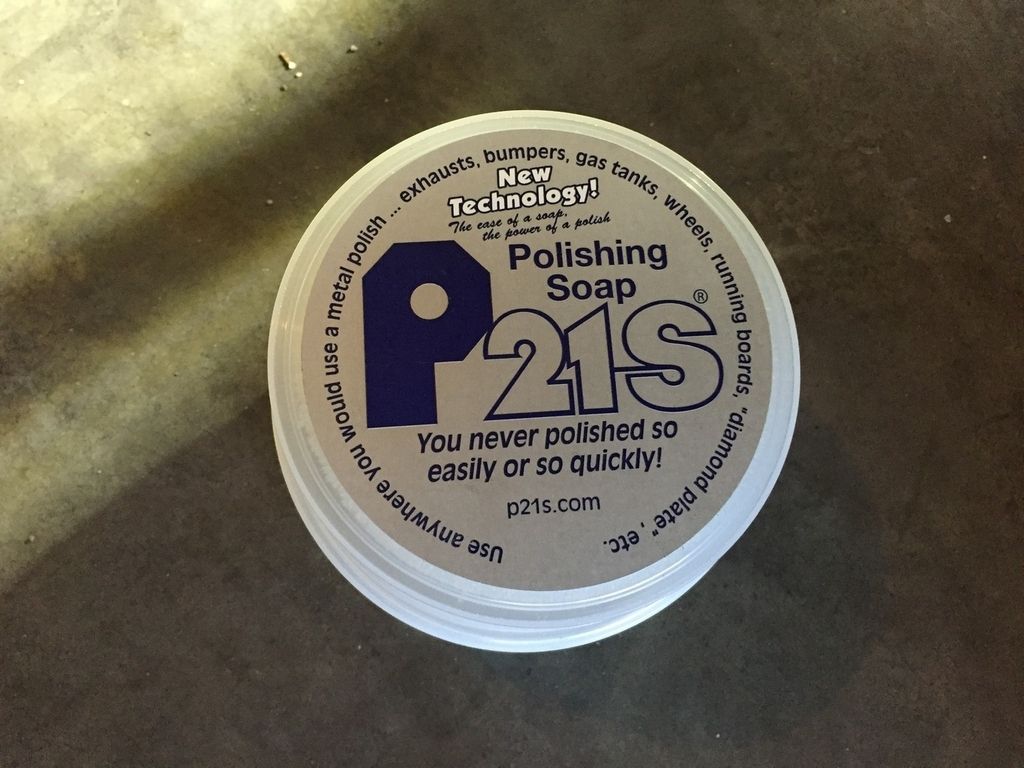 Use anywhere you would use a metal polish ... exhausts, bumpers, gas tanks, wheels, running boards, "diamond plate", etc.
New
Technology!
The ease of a soap,
the power of a polish
Polishing
Soap
P21S®
You never polished so
easily or so quickly!
p21s.com